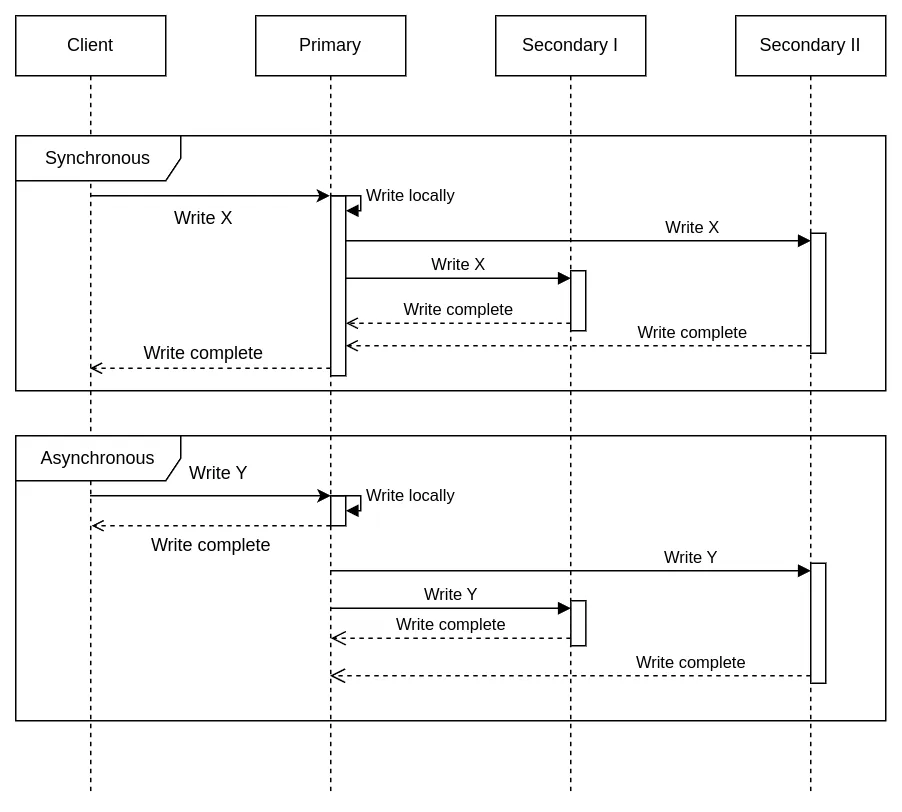 Client
Primary
Secondary I
Secondary II
Synchronous
Write locally
Write X
Write X
Write X
Write complete
Write complete
Write complete
Asynchronous
Write Y
Write locally
Write complete
Write Y
Write Y
Write complete
Write complete